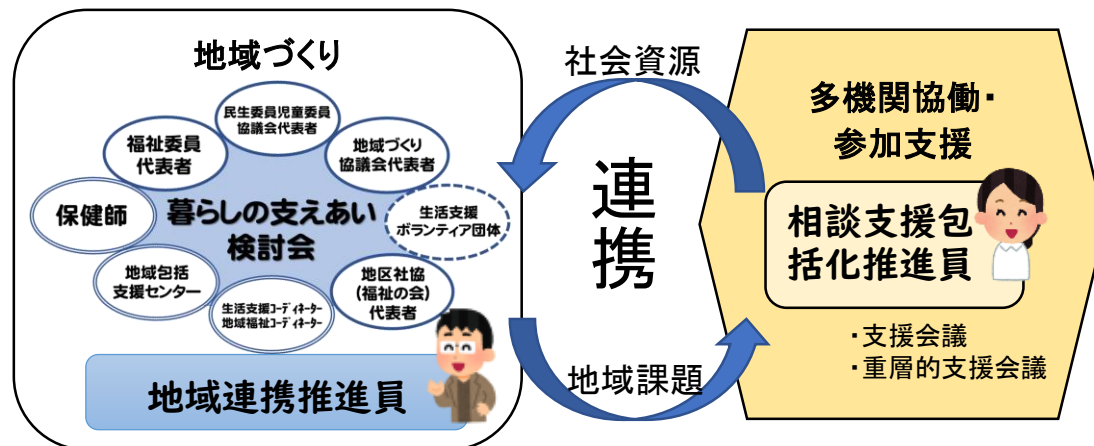 地域づくり
民生委員児童委員
協議会代表者
福祉委員
代表者
地域づくり
協議会代表者
保健師
暮らしの支えあい
検討会
生活支援
ボランティア団体
地域包括
支援センター
地区社協
(福祉の会)
代表者
生活支援ｺｰﾃﾞｨﾈｰﾀｰ
地域福祉ｺｰﾃﾞｨﾈｰﾀｰ
地域連携推進員
社会資源
連
携
地域課題
多機関協働・
参加支援
相談支援包
括化推進員
・支援会議
・重層的支援会議